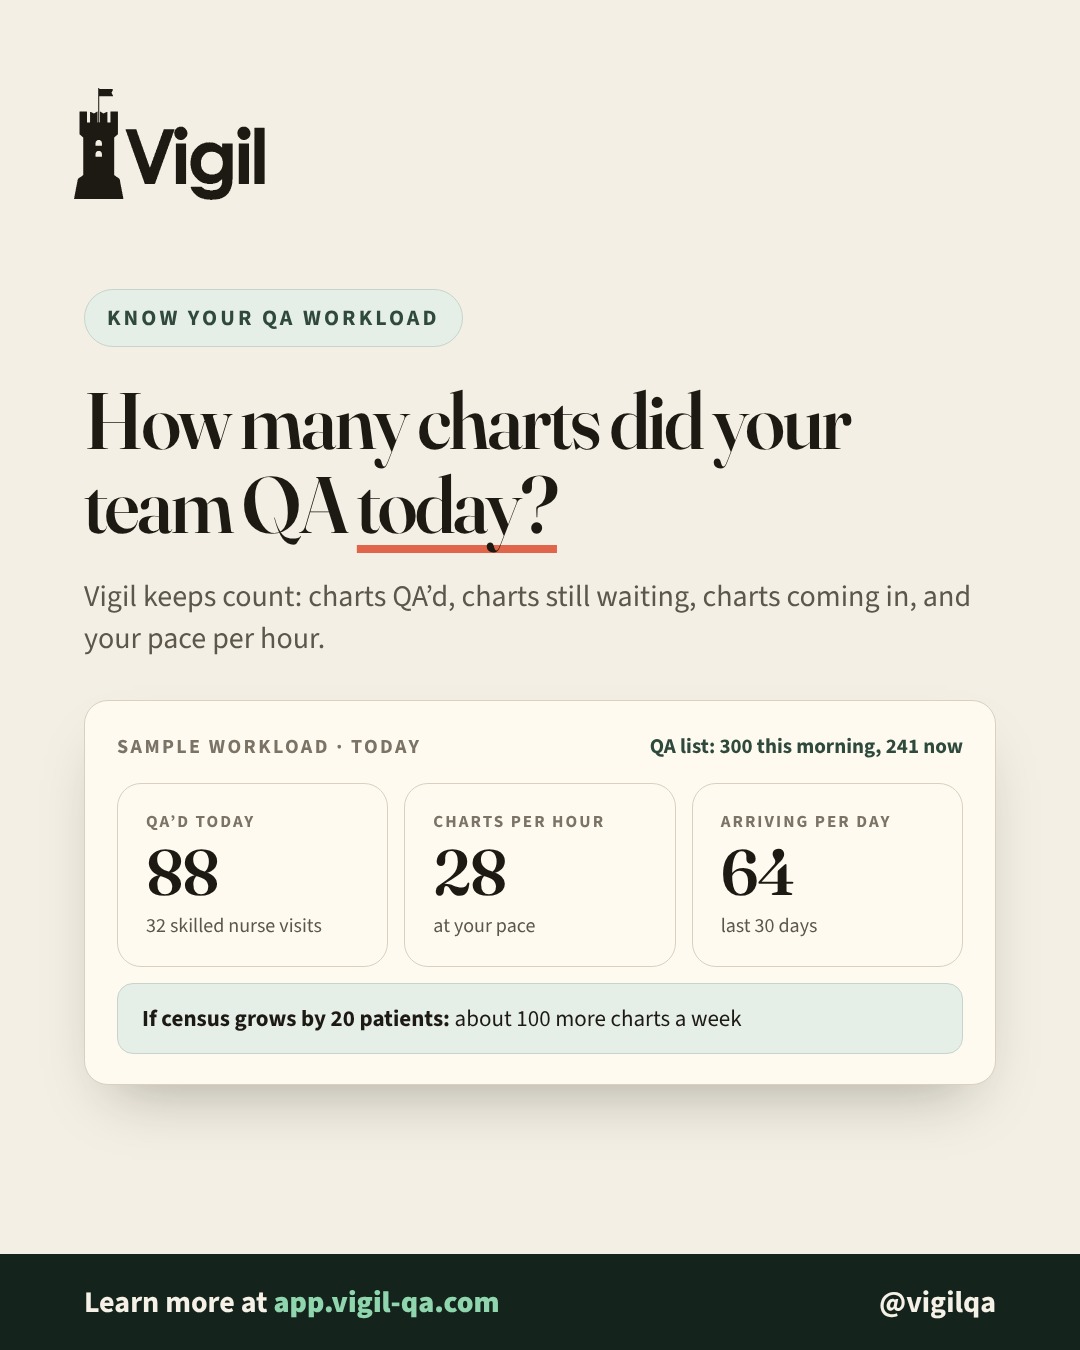 Vigil
KNOW YOUR QA WORKLOAD
How many charts did your
team QA today?
Vigil keeps count: charts QA’d, charts still waiting, charts coming in, and
your pace per hour.
SAMPLE WORKLOAD · TODAY
QA list: 300 this morning, 241 now
QA’D TODAY
88
32 skilled nurse visits
CHARTS PER HOUR
28
at your pace
ARRIVING PER DAY
64
last 30 days
If census grows by 20 patients: about 100 more charts a week
Learn more at app.vigil-qa.com
@vigilqa